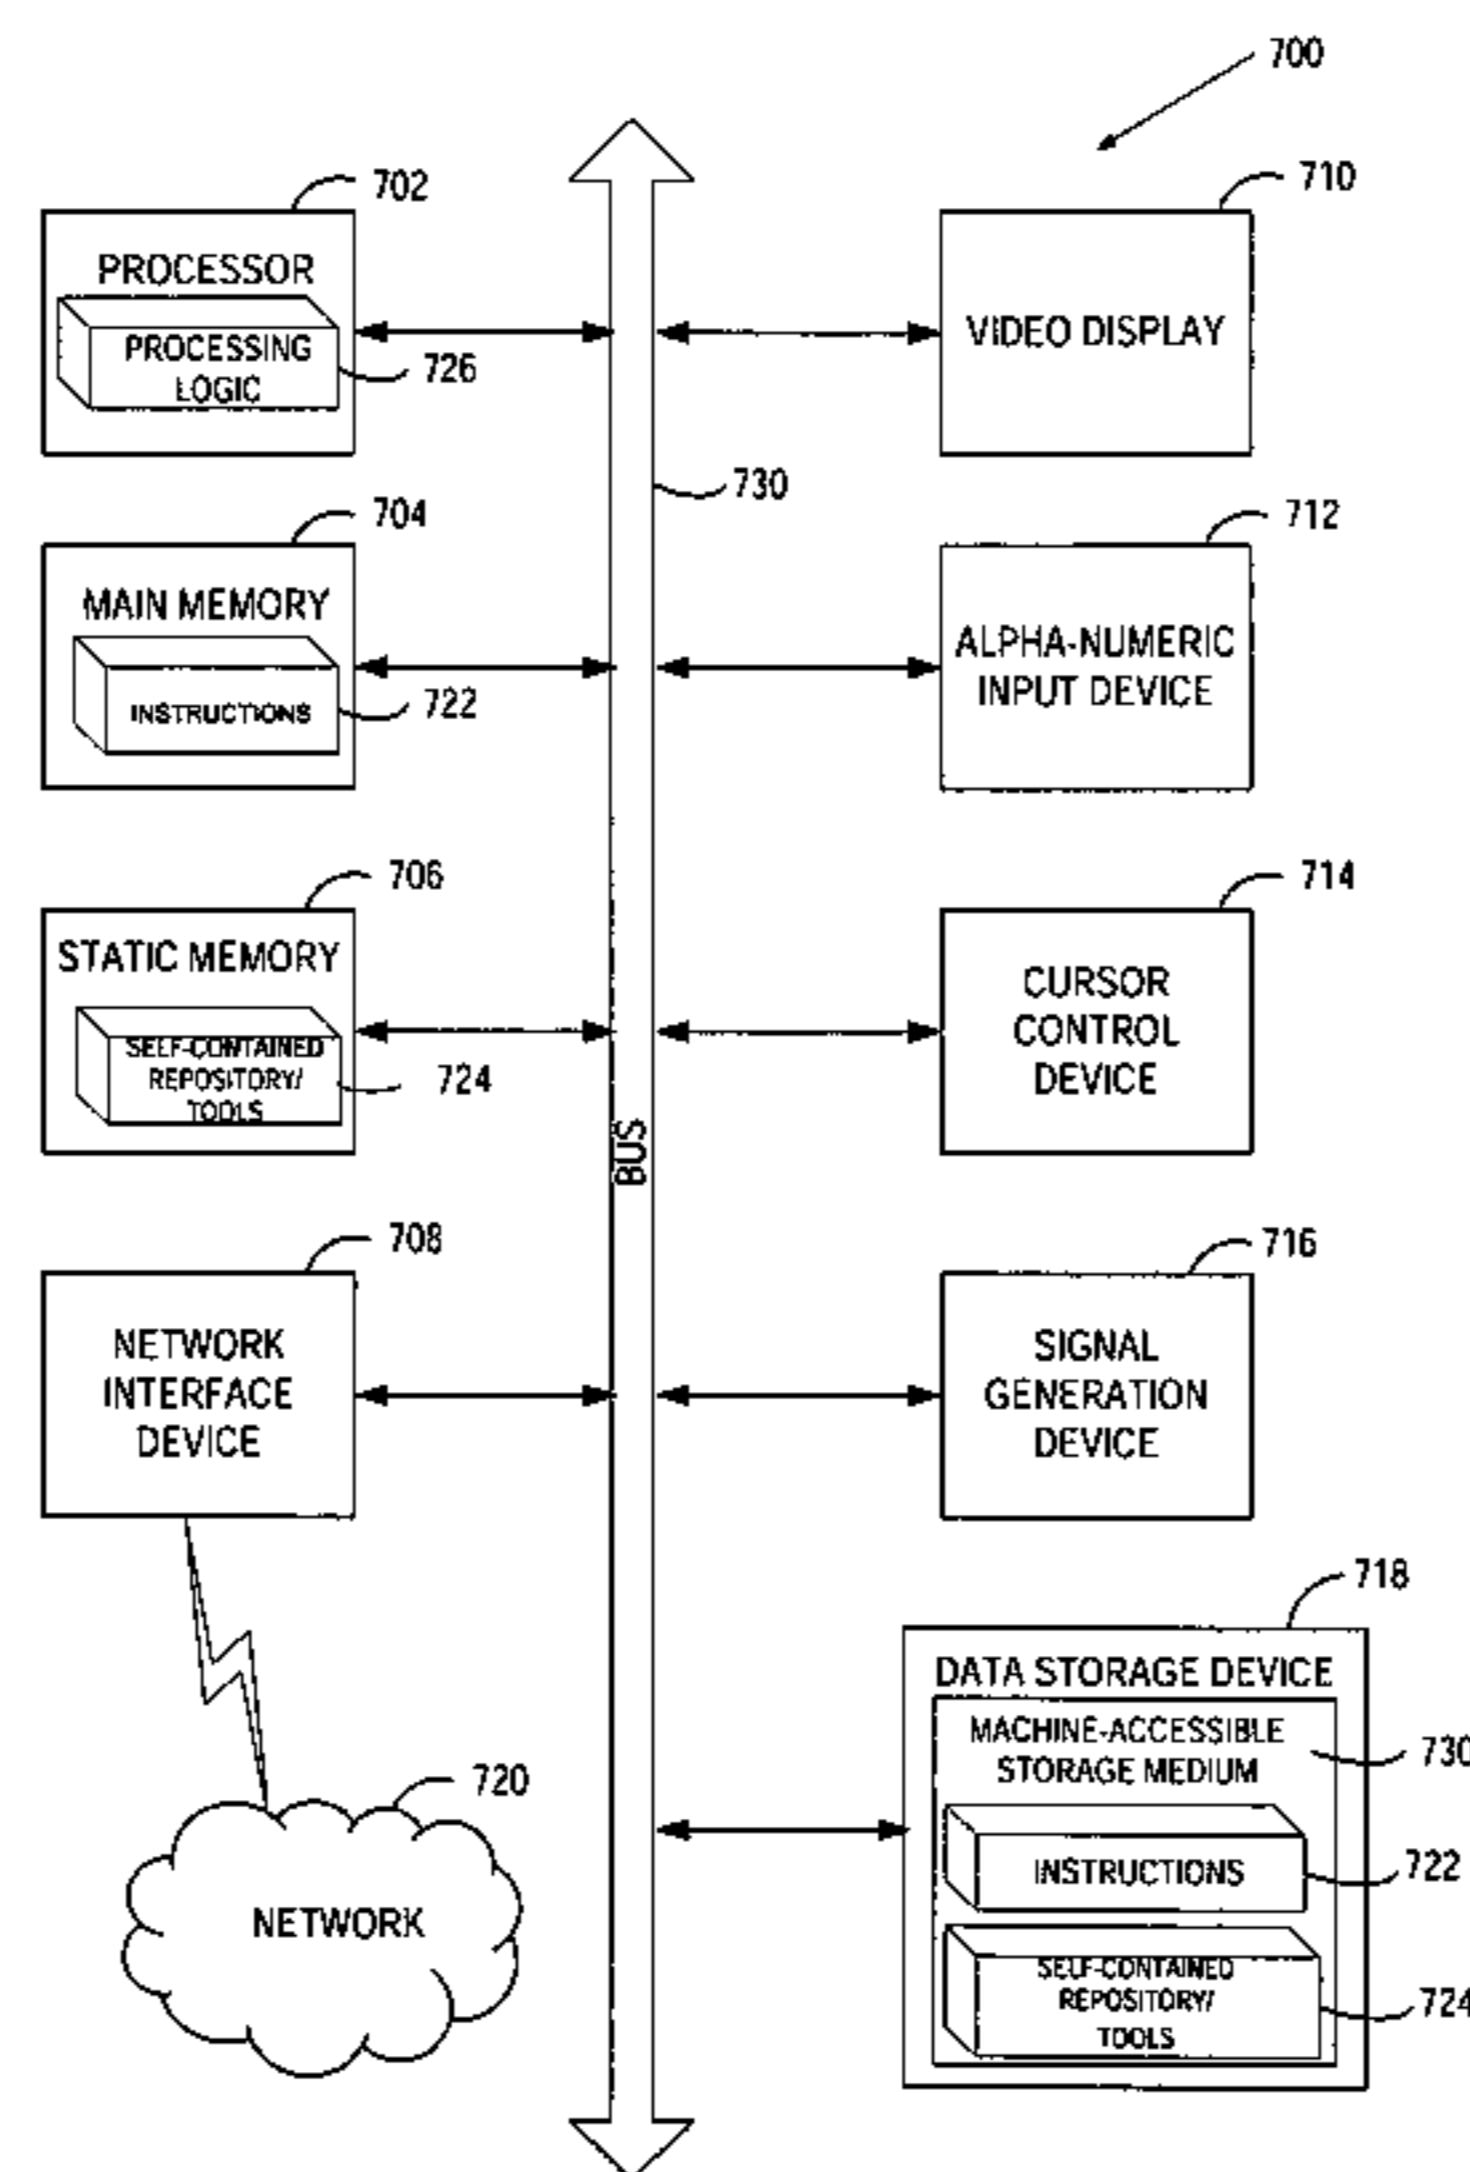 700
702
PROCESSOR
PROCESSING
LOGIC
726
710
VIDEO DISPLAY
730
704
MAIN MEMORY
INSTRUCTIONS
722
712
ALPHA-NUMERIC
INPUT DEVICE
706
STATIC MEMORY
SELF-CONTAINED
REPOSITORY/
TOOLS
724
714
CURSOR
CONTROL
DEVICE
BUS
708
NETWORK
INTERFACE
DEVICE
716
SIGNAL
GENERATION
DEVICE
720
NETWORK
718
DATA STORAGE DEVICE
MACHINE-ACCESSIBLE
STORAGE MEDIUM
730
INSTRUCTIONS
722
SELF-CONTAINED
REPOSITORY/
TOOLS
724